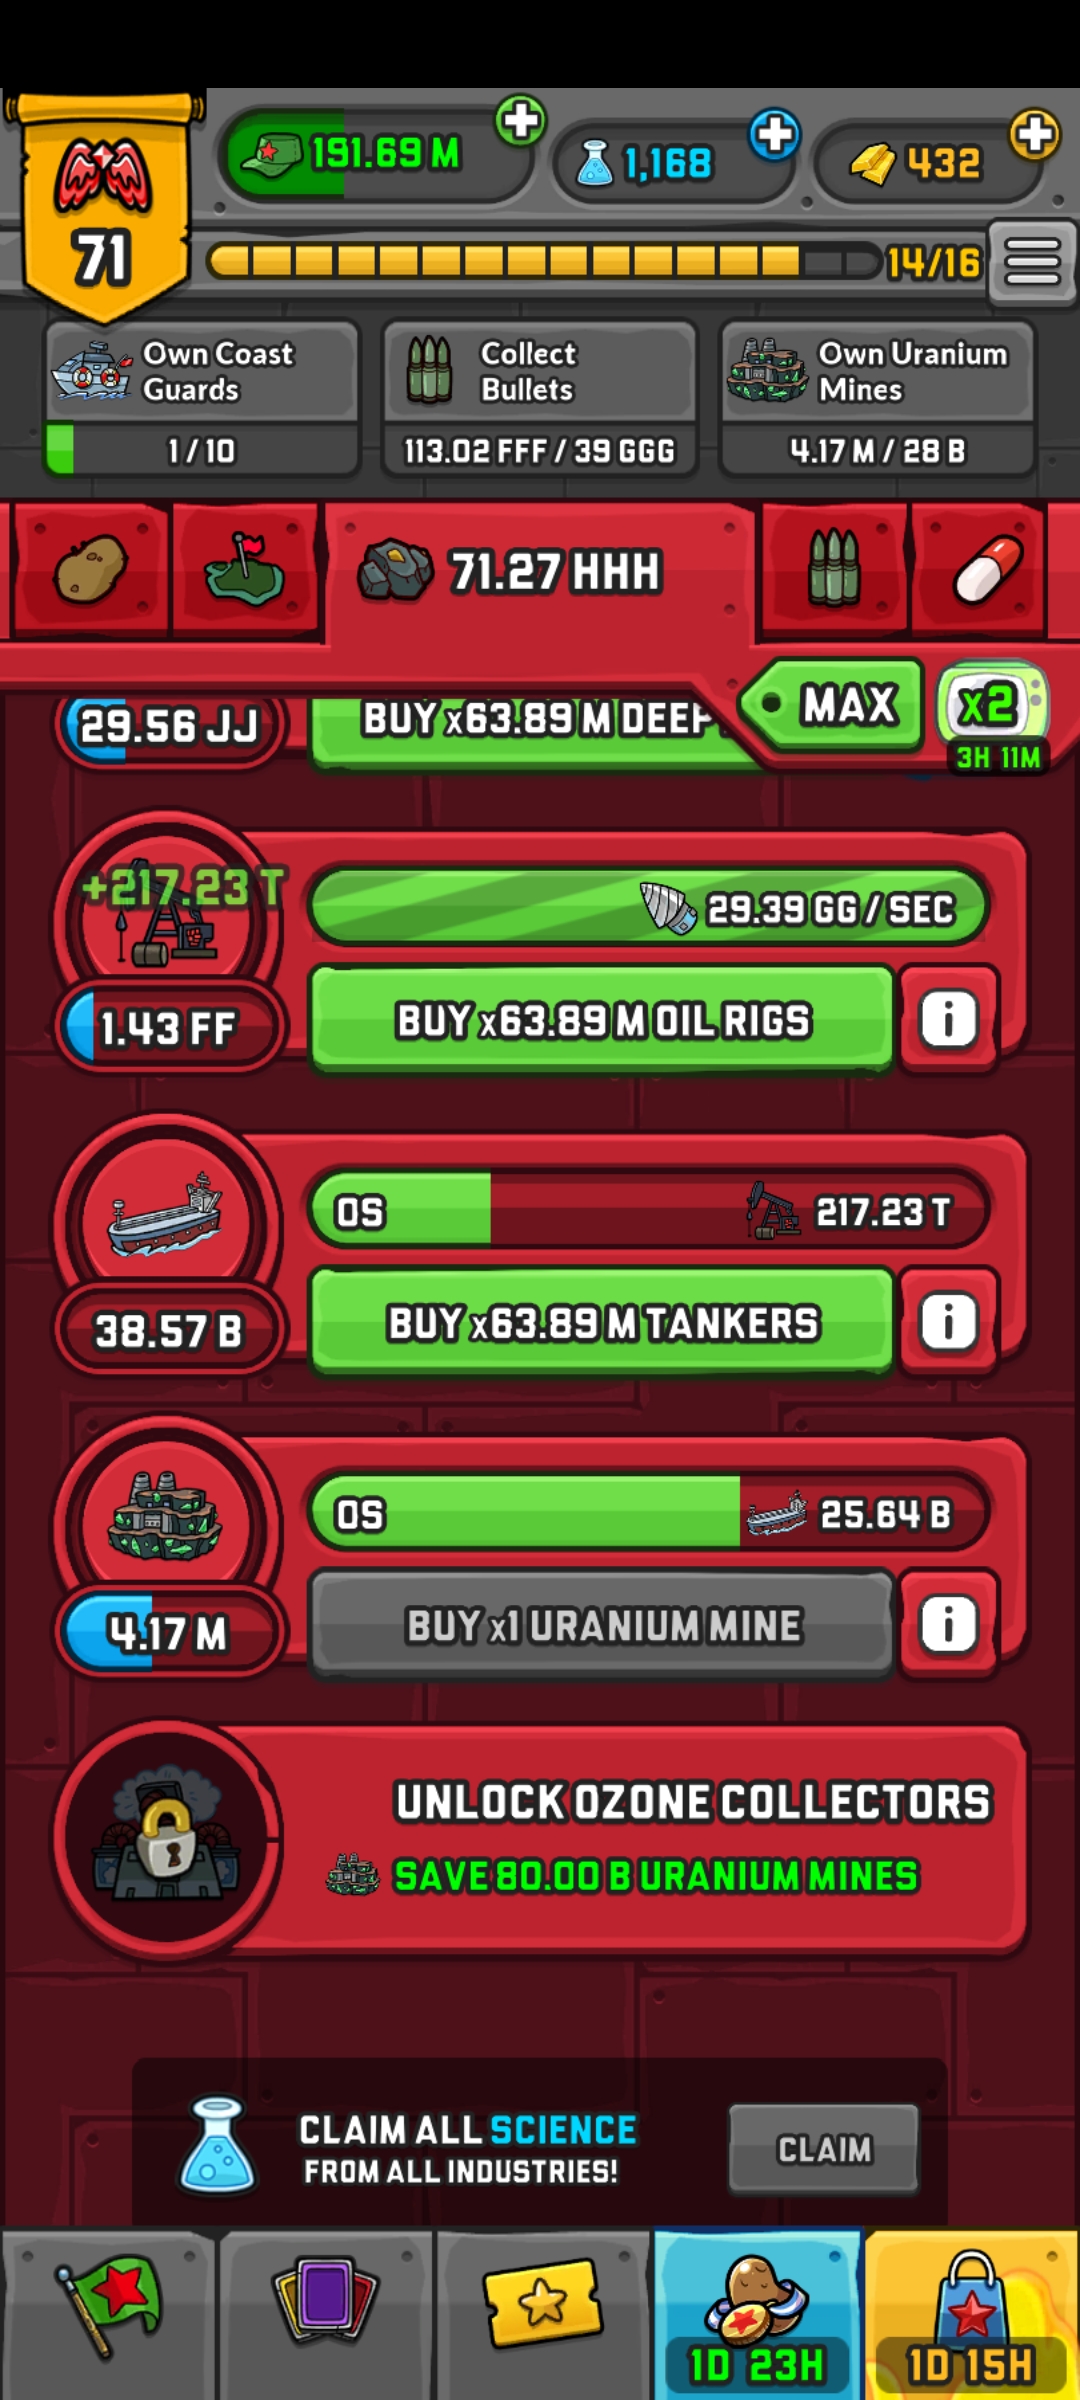 191.69 M
1,168
432
71
14/16
Own Coast
Guards
1 / 10
Collect
Bullets
113.02 FFF / 39 GGG
Own Uranium
Mines
4.17 M / 28 B
71.27 HHH
MAX
x2
3H 11M
29.56 JJ
BUY x63.89 M DEEP
+217.23 T
29.39 GG / SEC
1.43 FF
BUY x63.89 M OIL RIGS
i
0S
217.23 T
38.57 B
BUY x63.89 M TANKERS
i
0S
25.64 B
4.17 M
BUY x1 URANIUM MINE
i
UNLOCK OZONE COLLECTORS
SAVE 80.00 B URANIUM MINES
CLAIM ALL SCIENCE
FROM ALL INDUSTRIES!
CLAIM
1D 23H
1D 15H